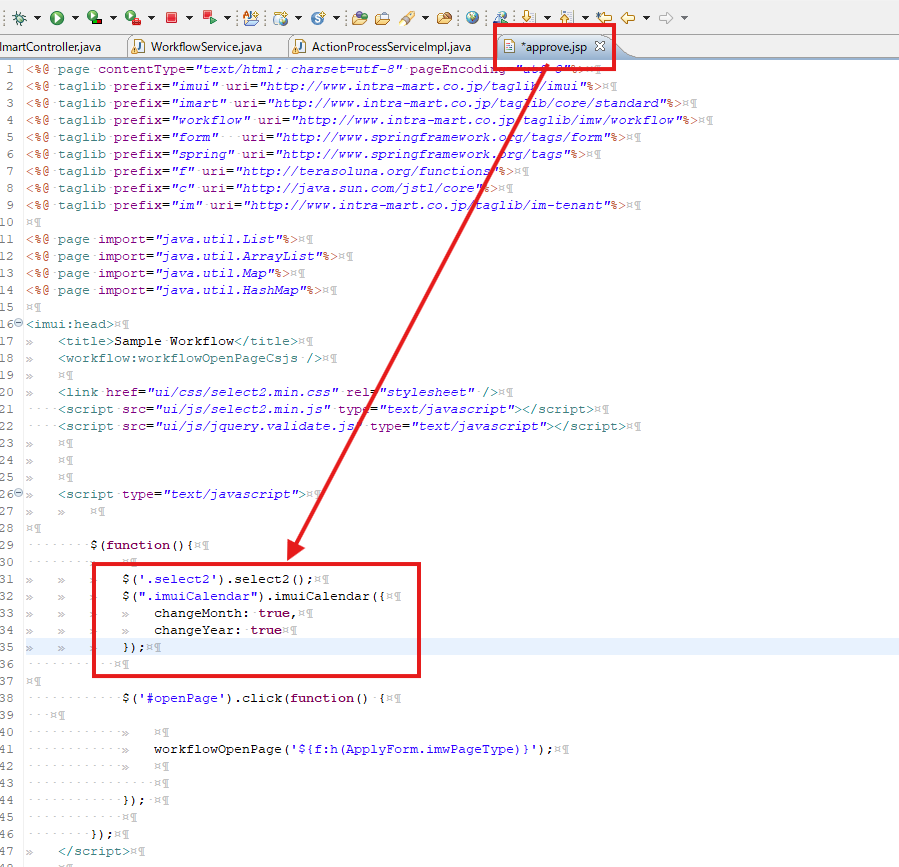 ImartController.java WorkflowService.java ActionProcessServiceImpl.java *approve.jsp
1 <%@ page contentType="text/html; charset=utf-8" pageEncoding="utf-8"%>
2 <%@ taglib prefix="imui" uri="http://www.intra-mart.co.jp/taglib/imui"%>
3 <%@ taglib prefix="imart" uri="http://www.intra-mart.co.jp/taglib/core/standard"%>
4 <%@ taglib prefix="workflow" uri="http://www.intra-mart.co.jp/taglib/imw/workflow"%>
5 <%@ taglib prefix="form" uri="http://www.springframework.org/tags/form"%>
6 <%@ taglib prefix="spring" uri="http://www.springframework.org/tags"%>
7 <%@ taglib prefix="f" uri="http://terasoluna.org/functions"%>
8 <%@ taglib prefix="c" uri="http://java.sun.com/jstl/core"%>
9 <%@ taglib prefix="im" uri="http://www.intra-mart.co.jp/taglib/im-tenant"%>
10
11 <%@ page import="java.util.List"%>
12 <%@ page import="java.util.ArrayList"%>
13 <%@ page import="java.util.Map"%>
14 <%@ page import="java.util.HashMap"%>
15
16 <imui:head>
17 <title>Sample Workflow</title>
18 <workflow:workflowOpenPageCsjs />
19
20 <link href="ui/css/select2.min.css" rel="stylesheet" />
21 <script src="ui/js/select2.min.js" type="text/javascript"></script>
22 <script src="ui/js/jquery.validate.js" type="text/javascript"></script>
23
24
25
26 <script type="text/javascript">
27
28
29 $(function(){
30
31 $('.select2').select2();
32 $(".imuiCalendar").imuiCalendar({
33 changeMonth: true,
34 changeYear: true
35 });
36
37
38 $('#openPage').click(function() {
39
40
41 workflowOpenPage('${f:h(ApplyForm.imwPageType)}');
42
43
44 });
45
46 });
47 </script>
48